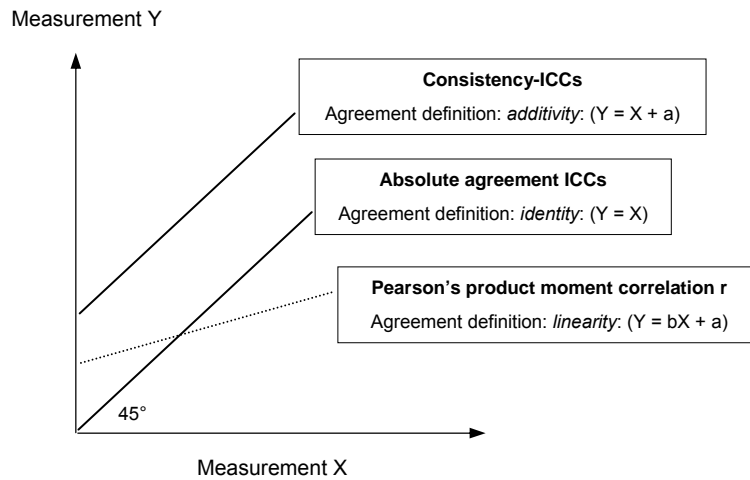 Measurement Y
Consistency-ICCs
Agreement definition: additivity: (Y = X + a)
Absolute agreement ICCs
Agreement definition: identity: (Y = X)
Pearson's product moment correlation r
Agreement definition: linearity: (Y = bX + a)
45°
Measurement X